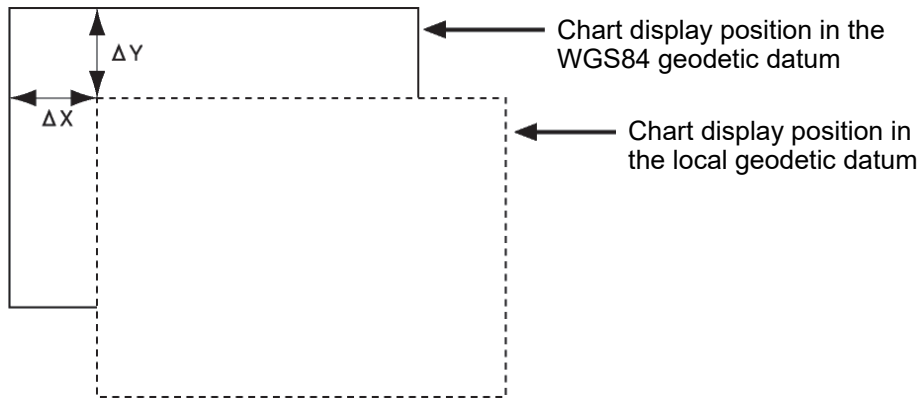 Chart display position in the
WGS84 geodetic datum
ΔY
ΔX
Chart display position in
the local geodetic datum